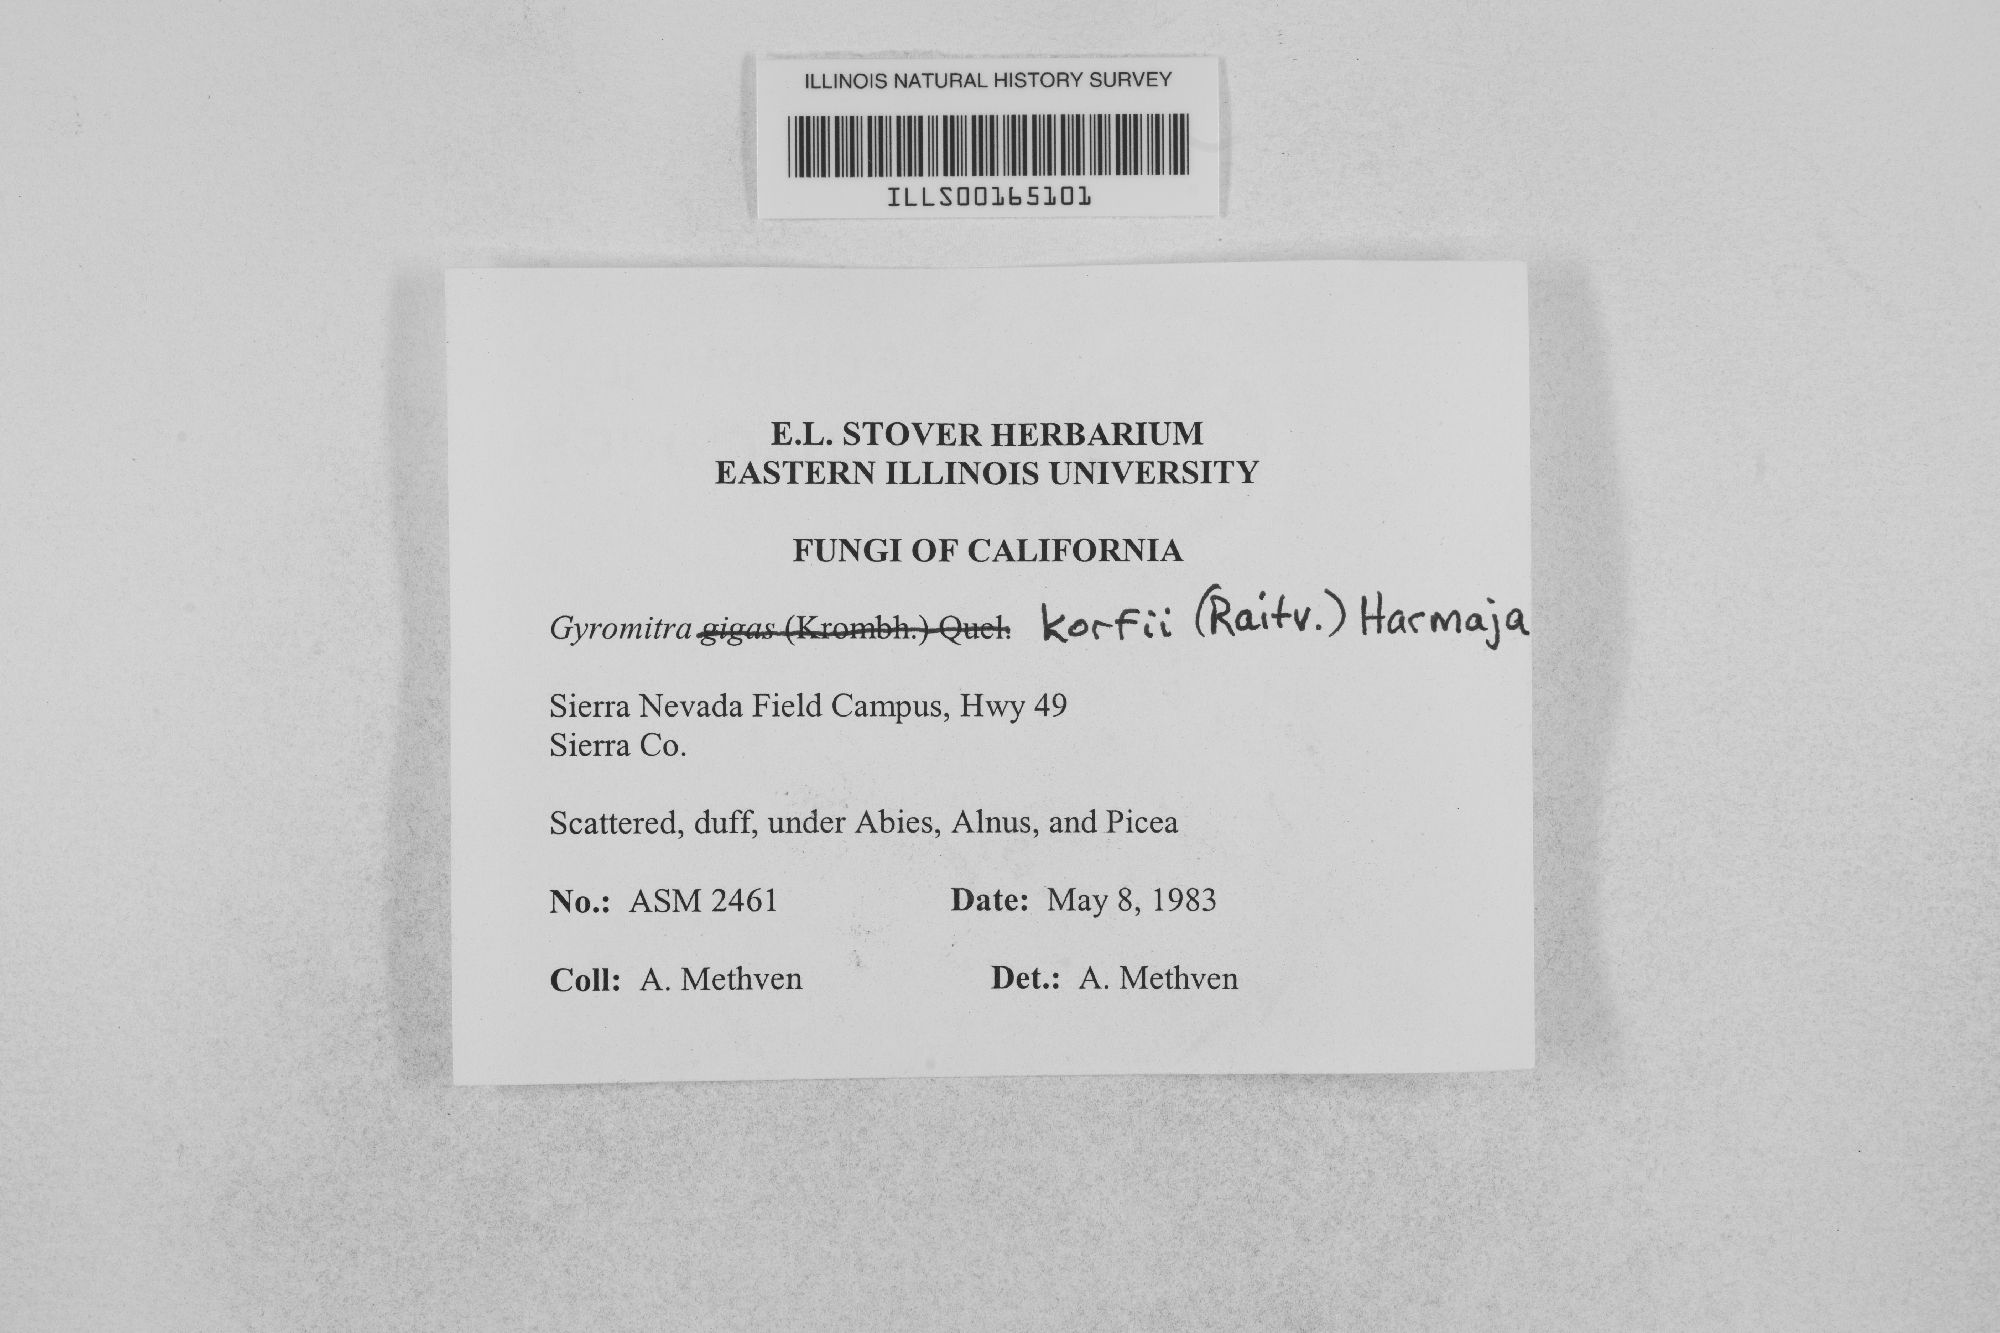 ILLINOIS NATURAL HISTORY SURVEY
ILLS00165101
E.L. STOVER HERBARIUM
EASTERN ILLINOIS UNIVERSITY
FUNGI OF CALIFORNIA
Gyromitra gigas (Krombh.) Quel. korfii (Raitv.) Harmaja
Sierra Nevada Field Campus, Hwy 49
Sierra Co.
Scattered, duff, under Abies, Alnus, and Picea
No.: ASM 2461 Date: May 8, 1983
Coll: A. Methven Det.: A. Methven